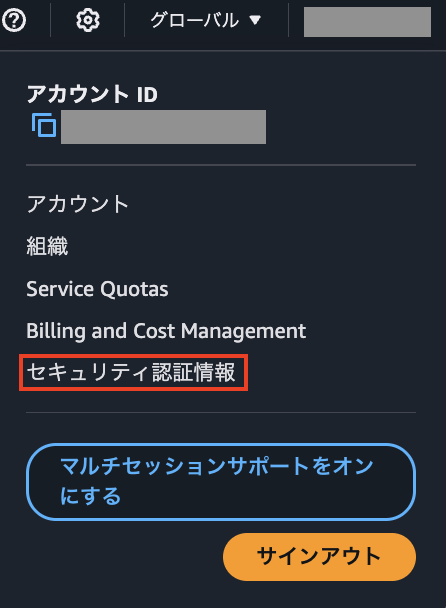 グローバル ▼
アカウント ID
アカウント
組織
Service Quotas
Billing and Cost Management
セキュリティ認証情報
マルチセッションサポートをオン
にする
サインアウト